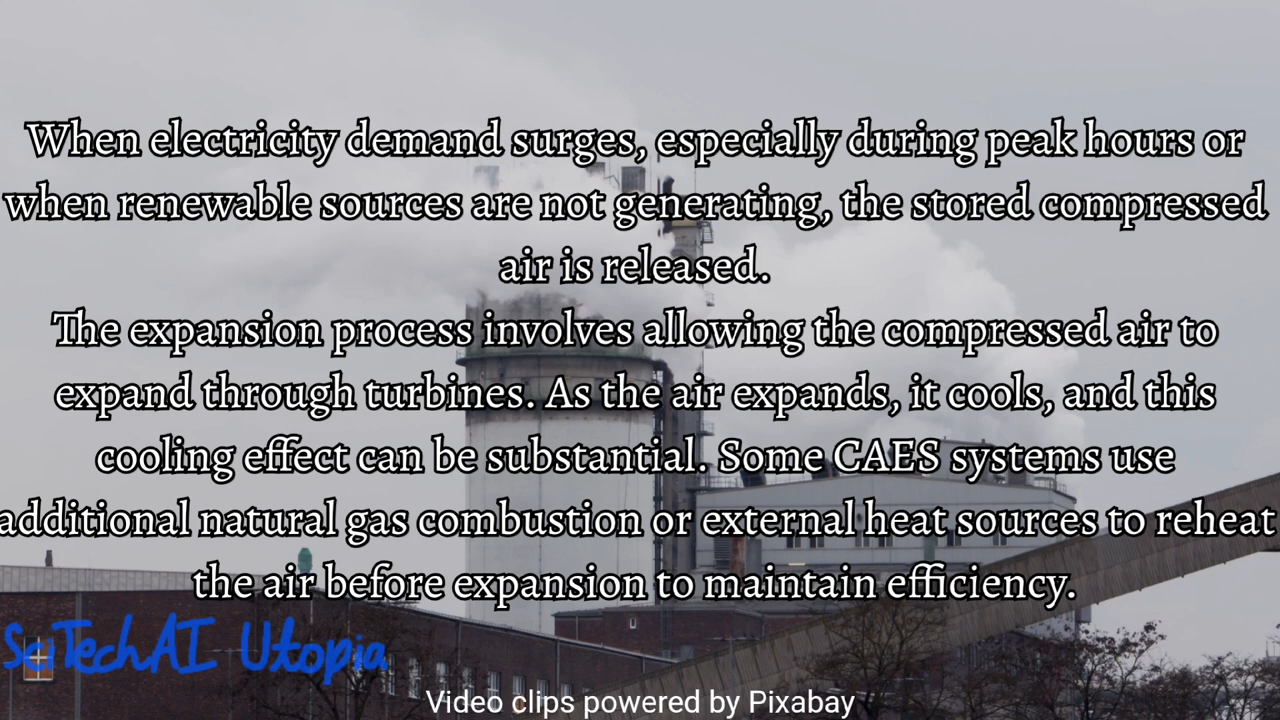 When electricity demand surges, especially during peak hours or
when renewable sources are not generating, the stored compressed
air is released.
The expansion process involves allowing the compressed air to
expand through turbines. As the air expands, it cools, and this
cooling effect can be substantial. Some CAES systems use
additional natural gas combustion or external heat sources to reheat
the air before expansion to maintain efficiency.
SciTechAI Utopia
Video clips powered by Pixabay